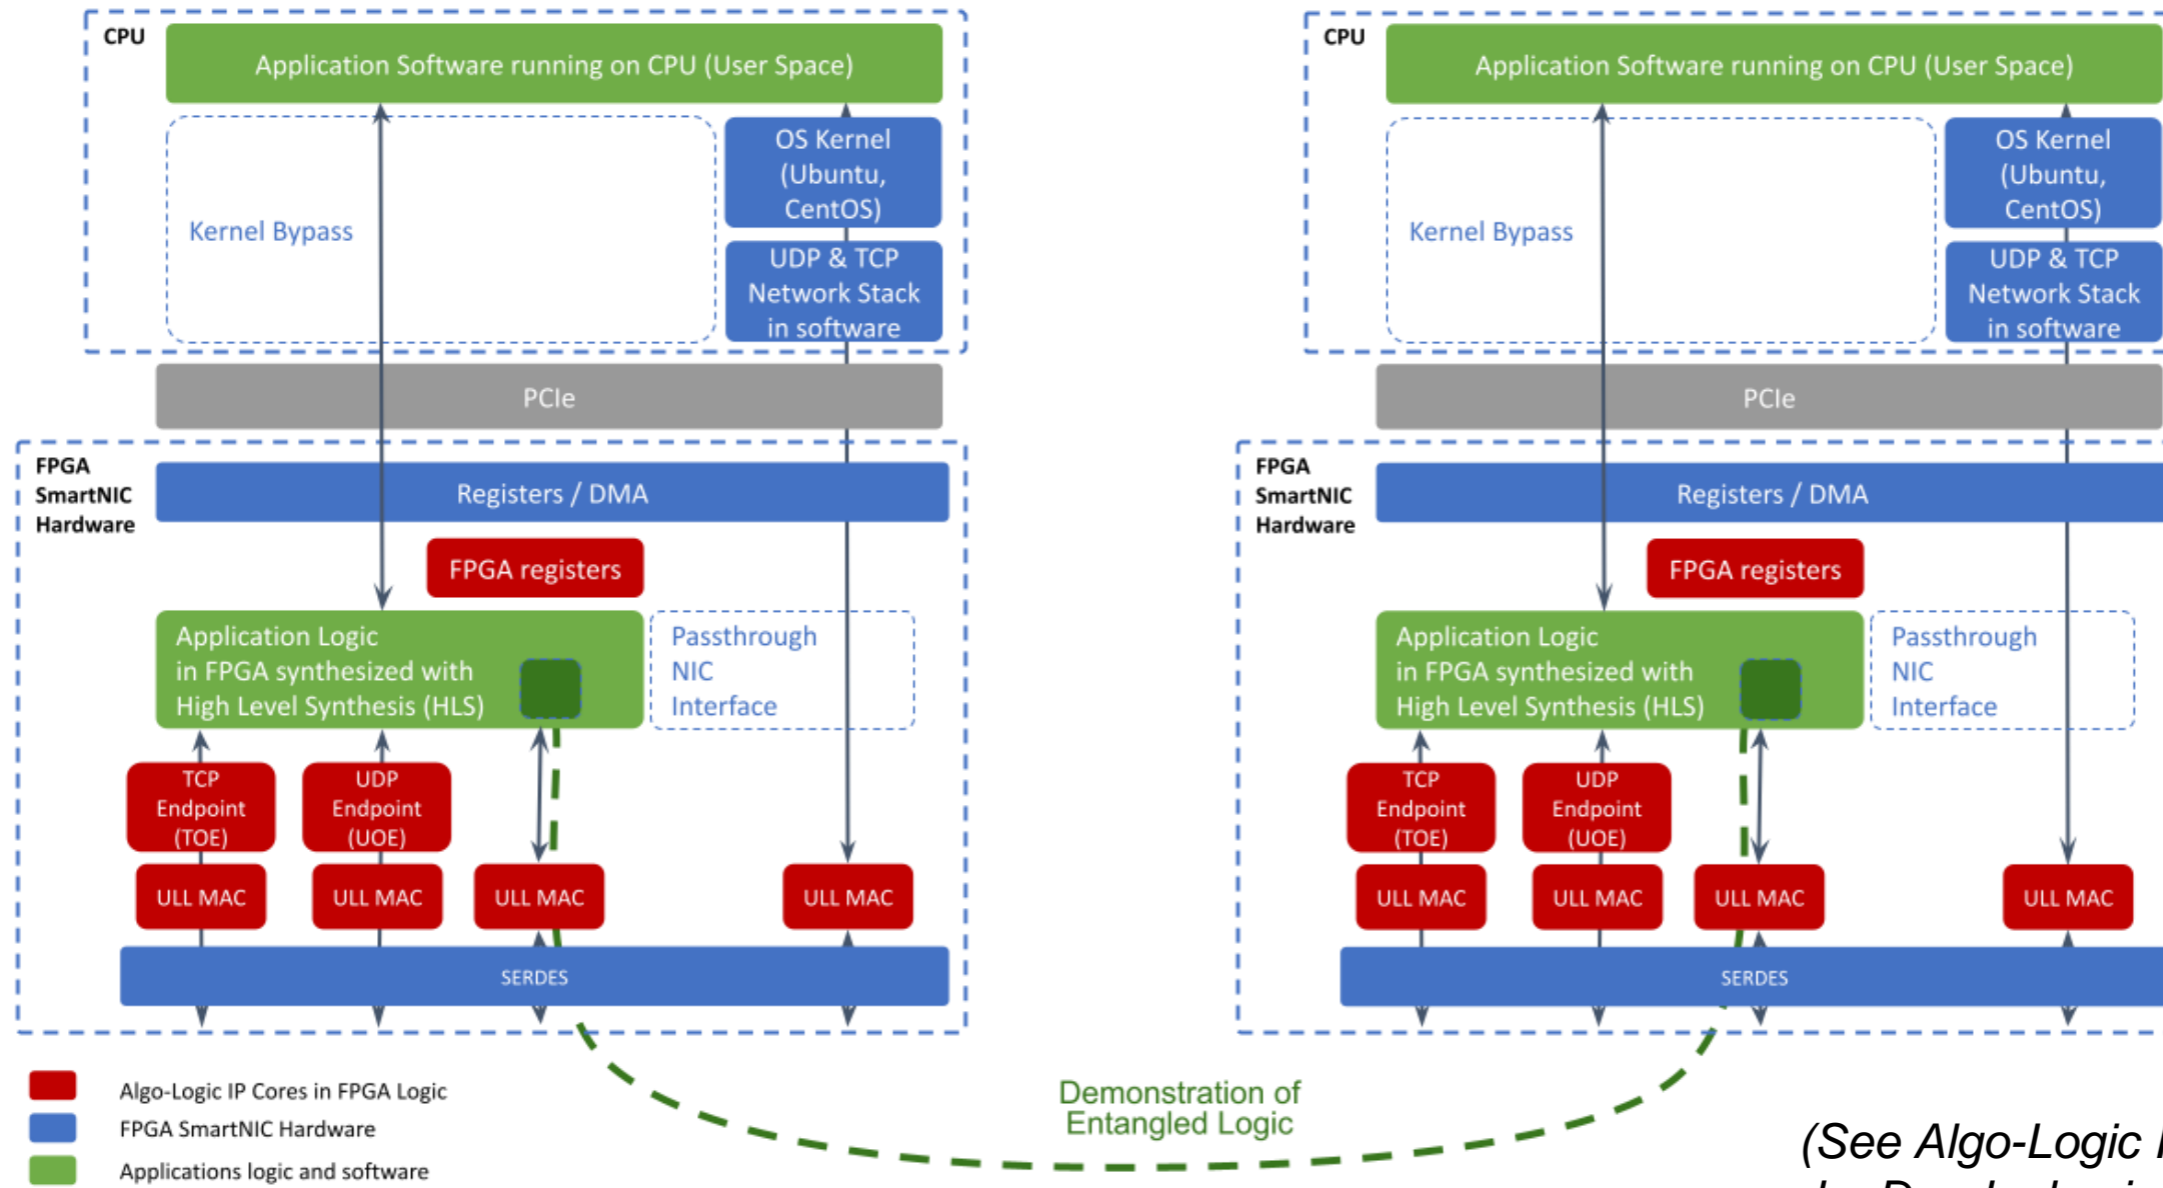 CPU
Application Software running on CPU (User Space)
Kernel Bypass
OS Kernel
(Ubuntu,
CentOS)
UDP & TCP
Network Stack
in software
PCIe
FPGA
SmartNIC
Hardware
Registers / DMA
FPGA registers
Application Logic
in FPGA synthesized with
High Level Synthesis (HLS)
Passthrough
NIC
Interface
TCP
Endpoint
(TOE)
UDP
Endpoint
(UOE)
ULL MAC
ULL MAC
ULL MAC
ULL MAC
SERDES
CPU
Application Software running on CPU (User Space)
Kernel Bypass
OS Kernel
(Ubuntu,
CentOS)
UDP & TCP
Network Stack
in software
PCIe
FPGA
SmartNIC
Hardware
Registers / DMA
FPGA registers
Application Logic
in FPGA synthesized with
High Level Synthesis (HLS)
Passthrough
NIC
Interface
TCP
Endpoint
(TOE)
UDP
Endpoint
(UOE)
ULL MAC
ULL MAC
ULL MAC
ULL MAC
SERDES
Demonstration of
Entangled Logic
Algo-Logic IP Cores in FPGA Logic
FPGA SmartNIC Hardware
Applications logic and software
(See Algo-Logic